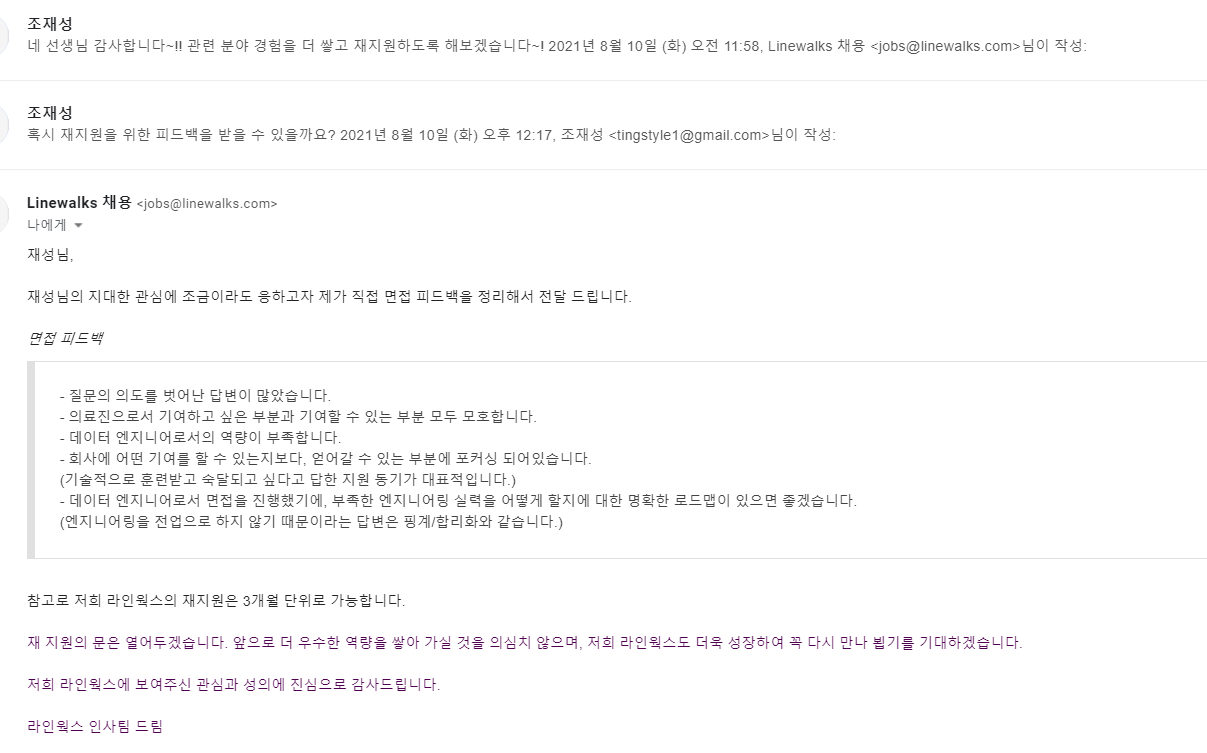 조재성
네 선생님 감사합니다~!! 관련 분야 경험을 더 쌓고 재지원하도록 해보겠습니다~! 2021년 8월 10일 (화) 오전 11:58, Linewalks 채용 <jobs@linewalks.com>님이 작성:
조재성
혹시 재지원을 위한 피드백을 받을 수 있을까요? 2021년 8월 10일 (화) 오후 12:17, 조재성 <tingstyle1@gmail.com>님이 작성:
Linewalks 채용 <jobs@linewalks.com>
나에게
재성님,
재성님의 지대한 관심에 조금이라도 응하고자 제가 직접 면접 피드백을 정리해서 전달 드립니다.
면접 피드백
- 질문의 의도를 벗어난 답변이 많았습니다.
- 의료진으로서 기여하고 싶은 부분과 기여할 수 있는 부분 모두 모호합니다.
- 데이터 엔지니어로서의 역량이 부족합니다.
- 회사에 어떤 기여를 할 수 있는지보다, 얻어갈 수 있는 부분에 포커싱 되어있습니다.
(기술적으로 훈련받고 숙달되고 싶다고 답한 지원 동기가 대표적입니다.)
- 데이터 엔지니어로서 면접을 진행했기에, 부족한 엔지니어링 실력을 어떻게 할지에 대한 명확한 로드맵이 있으면 좋겠습니다.
(엔지니어링을 전업으로 하지 않기 때문이라는 답변은 핑계/합리화와 같습니다.)
참고로 저희 라인웍스의 재지원은 3개월 단위로 가능합니다.
재 지원의 문은 열어두겠습니다. 앞으로 더 우수한 역량을 쌓아 가실 것을 의심치 않으며, 저희 라인웍스도 더욱 성장하여 꼭 다시 만나 뵙기를 기대하겠습니다.
저희 라인웍스에 보여주신 관심과 성의에 진심으로 감사드립니다.
라인웍스 인사팀 드림